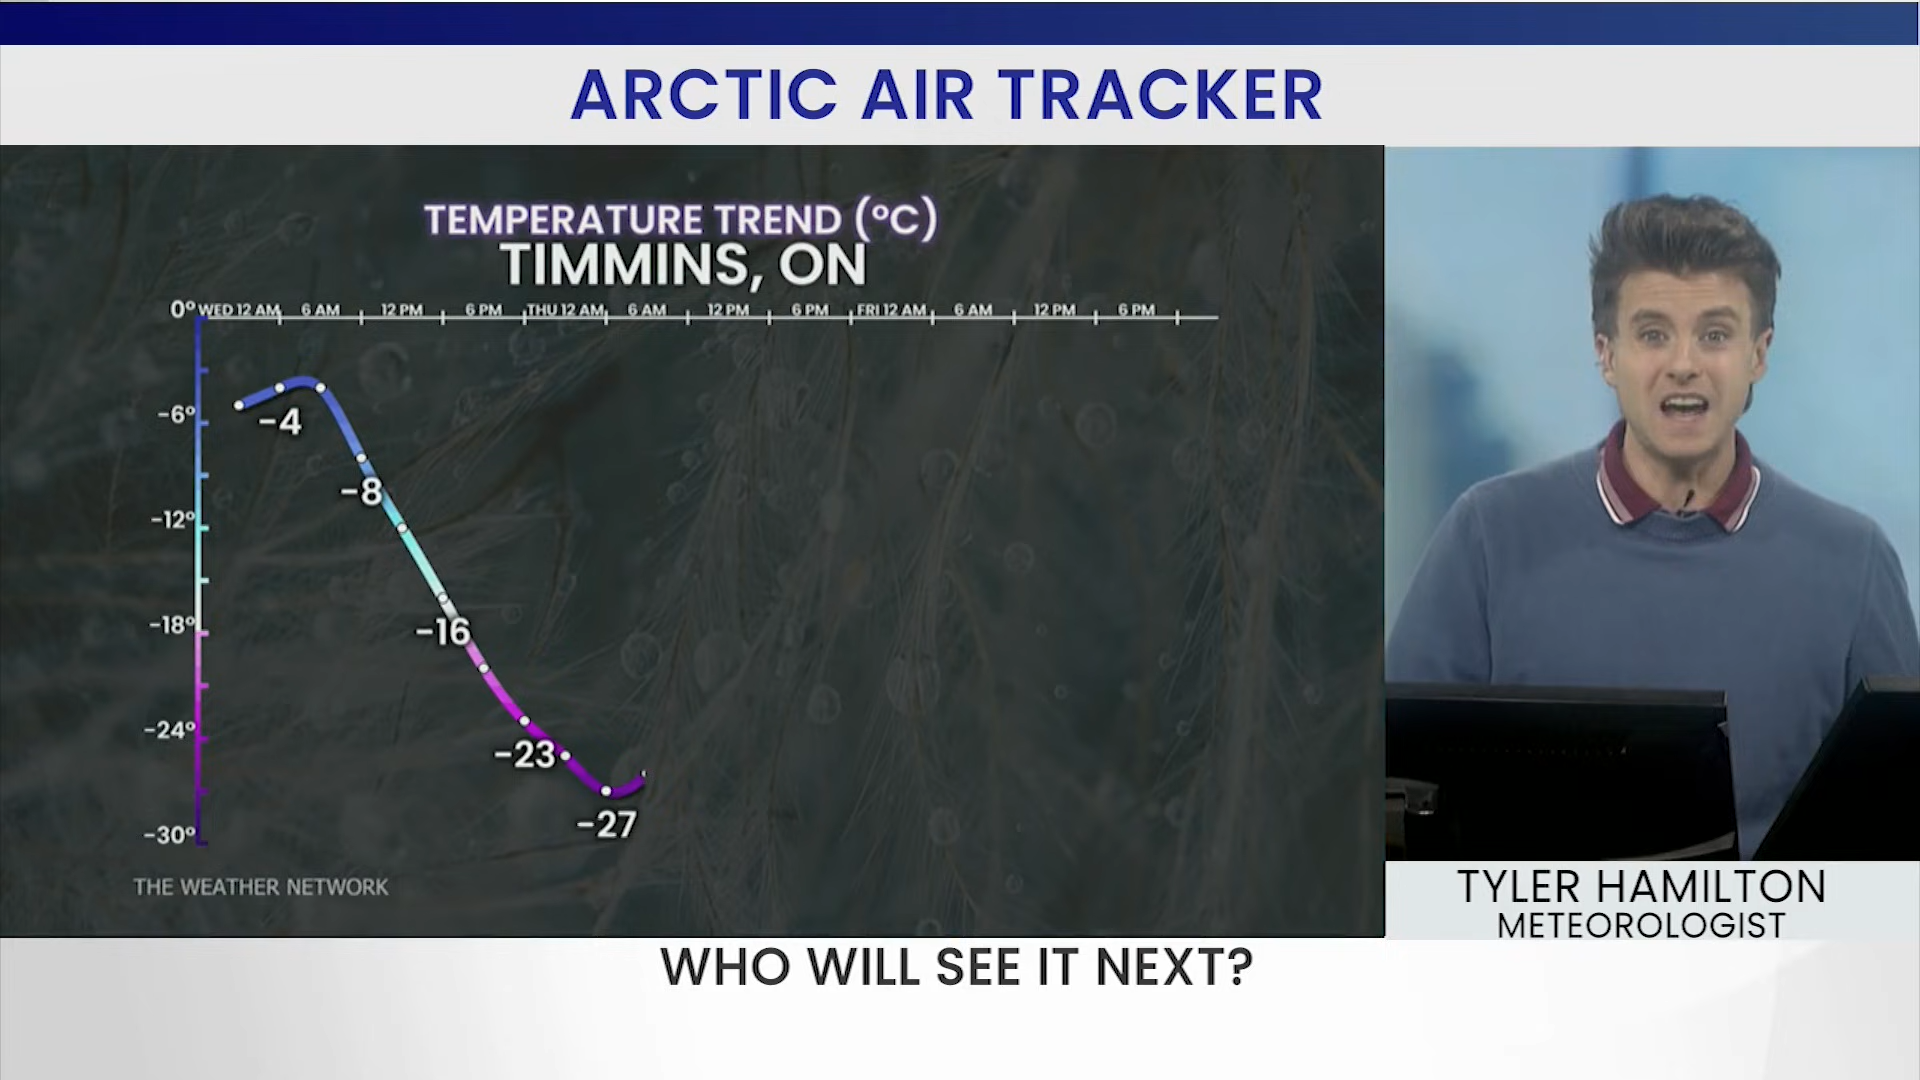 ARCTIC AIR TRACKER
TEMPERATURE TREND (°C)
TIMMINS, ON
0° WED 12 AM 6 AM 12 PM 6 PM THU 12 AM 6 AM 12 PM 6 PM FRI 12 AM 6 AM 12 PM 6 PM
-6°
-4
-8
-12°
-18°
-16
-24°
-23
-30°
-27
THE WEATHER NETWORK
TYLER HAMILTON
METEOROLOGIST
WHO WILL SEE IT NEXT?